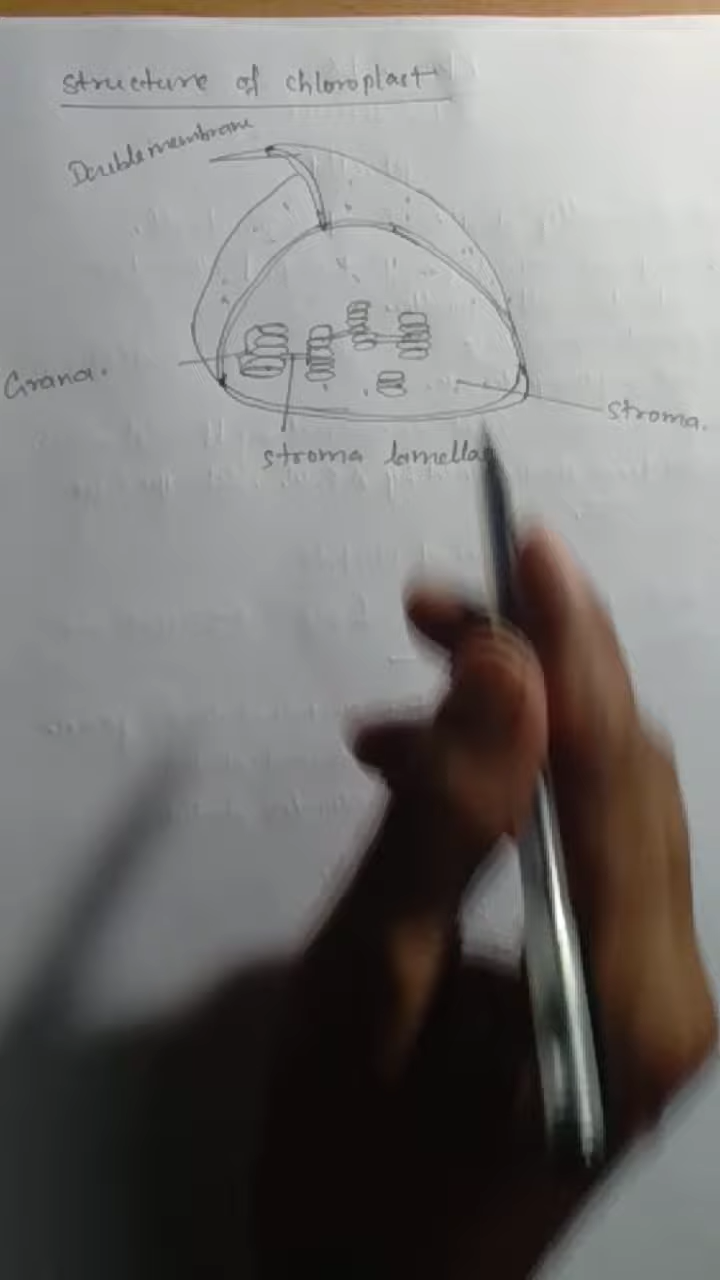 structure of chloroplast
Double membrane
Grana.
stroma.
stroma lamella